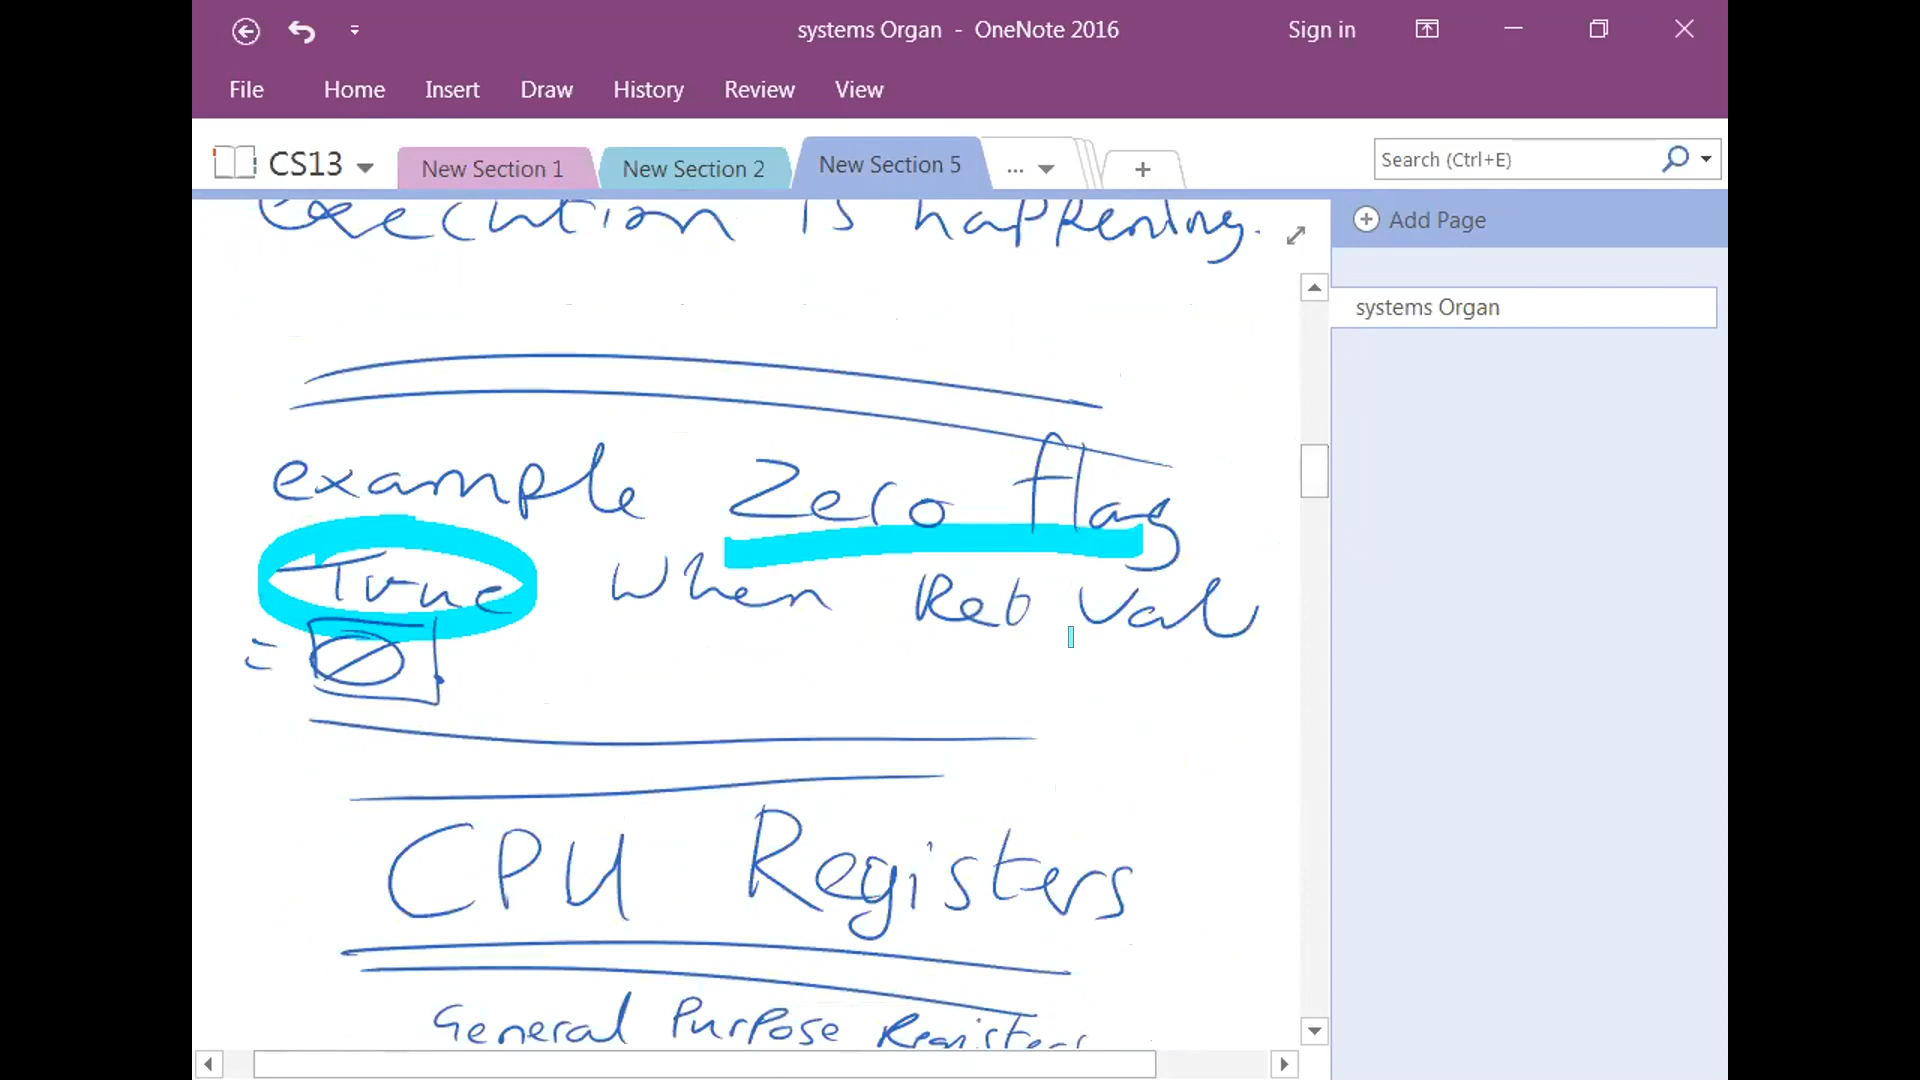 systems Organ - OneNote 2016
Sign in
File Home Insert Draw History Review View
CS13 New Section 1 New Section 2 New Section 5 ... + Search (Ctrl+E)
Add Page
systems Organ
Execution is happening.
example Zero flag
True when Ret Val
= 0
CPU Registers
General Purpose Registers